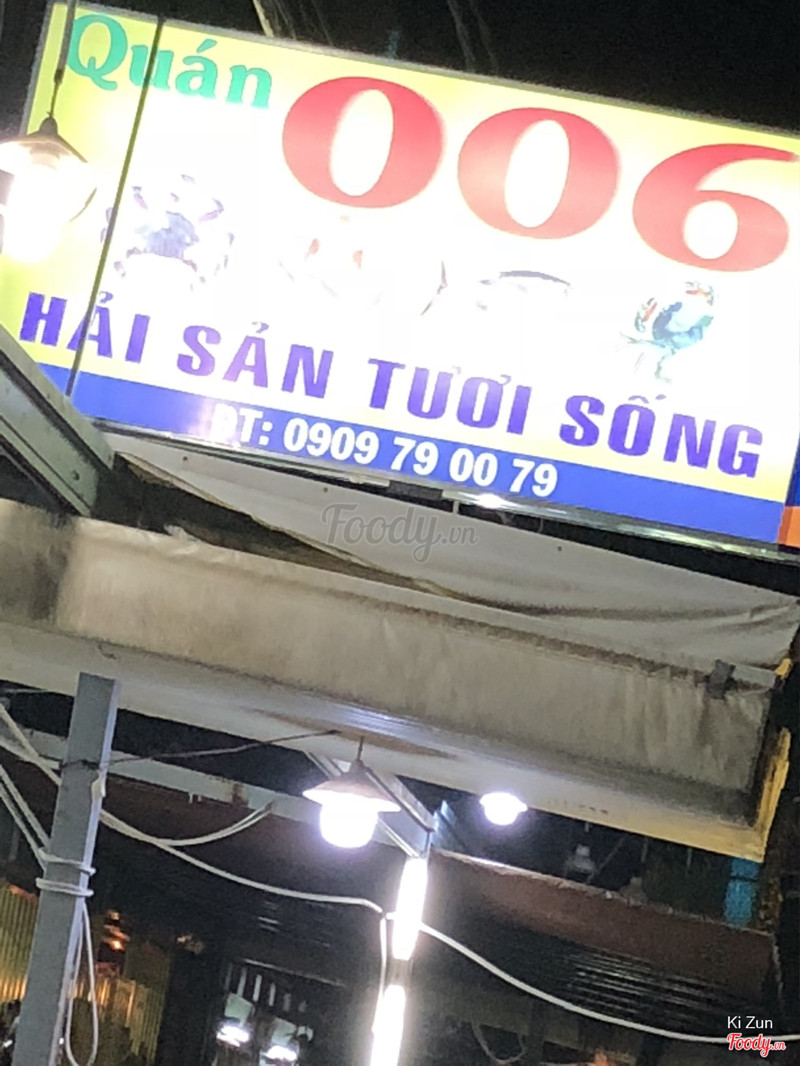 Quán 006
HẢI SẢN TƯƠI SỐNG
ĐT: 0909 79 00 79
Foody.vn
Ki Zun
Foody.vn